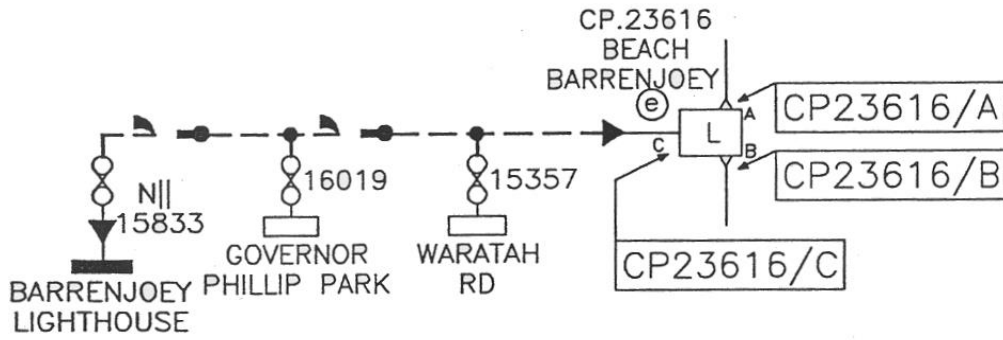 CP.23616
BEACH
BARRENJOEY
e
CP23616/A
A
L
C
B
CP23616/B
N||
15833
16019
15357
GOVERNOR
PHILLIP PARK
WARATAH
RD
CP23616/C
BARRENJOEY
LIGHTHOUSE